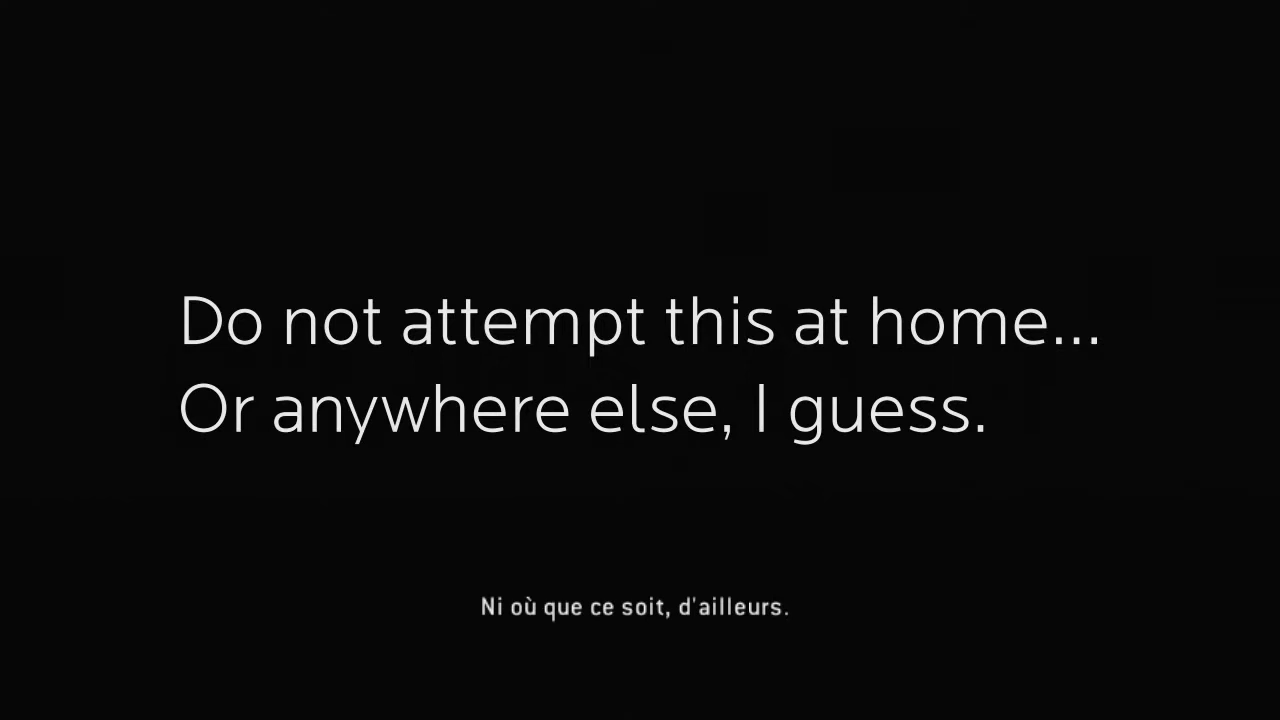 Do not attempt this at home...
Or anywhere else, I guess.
Ni où que ce soit, d'ailleurs.